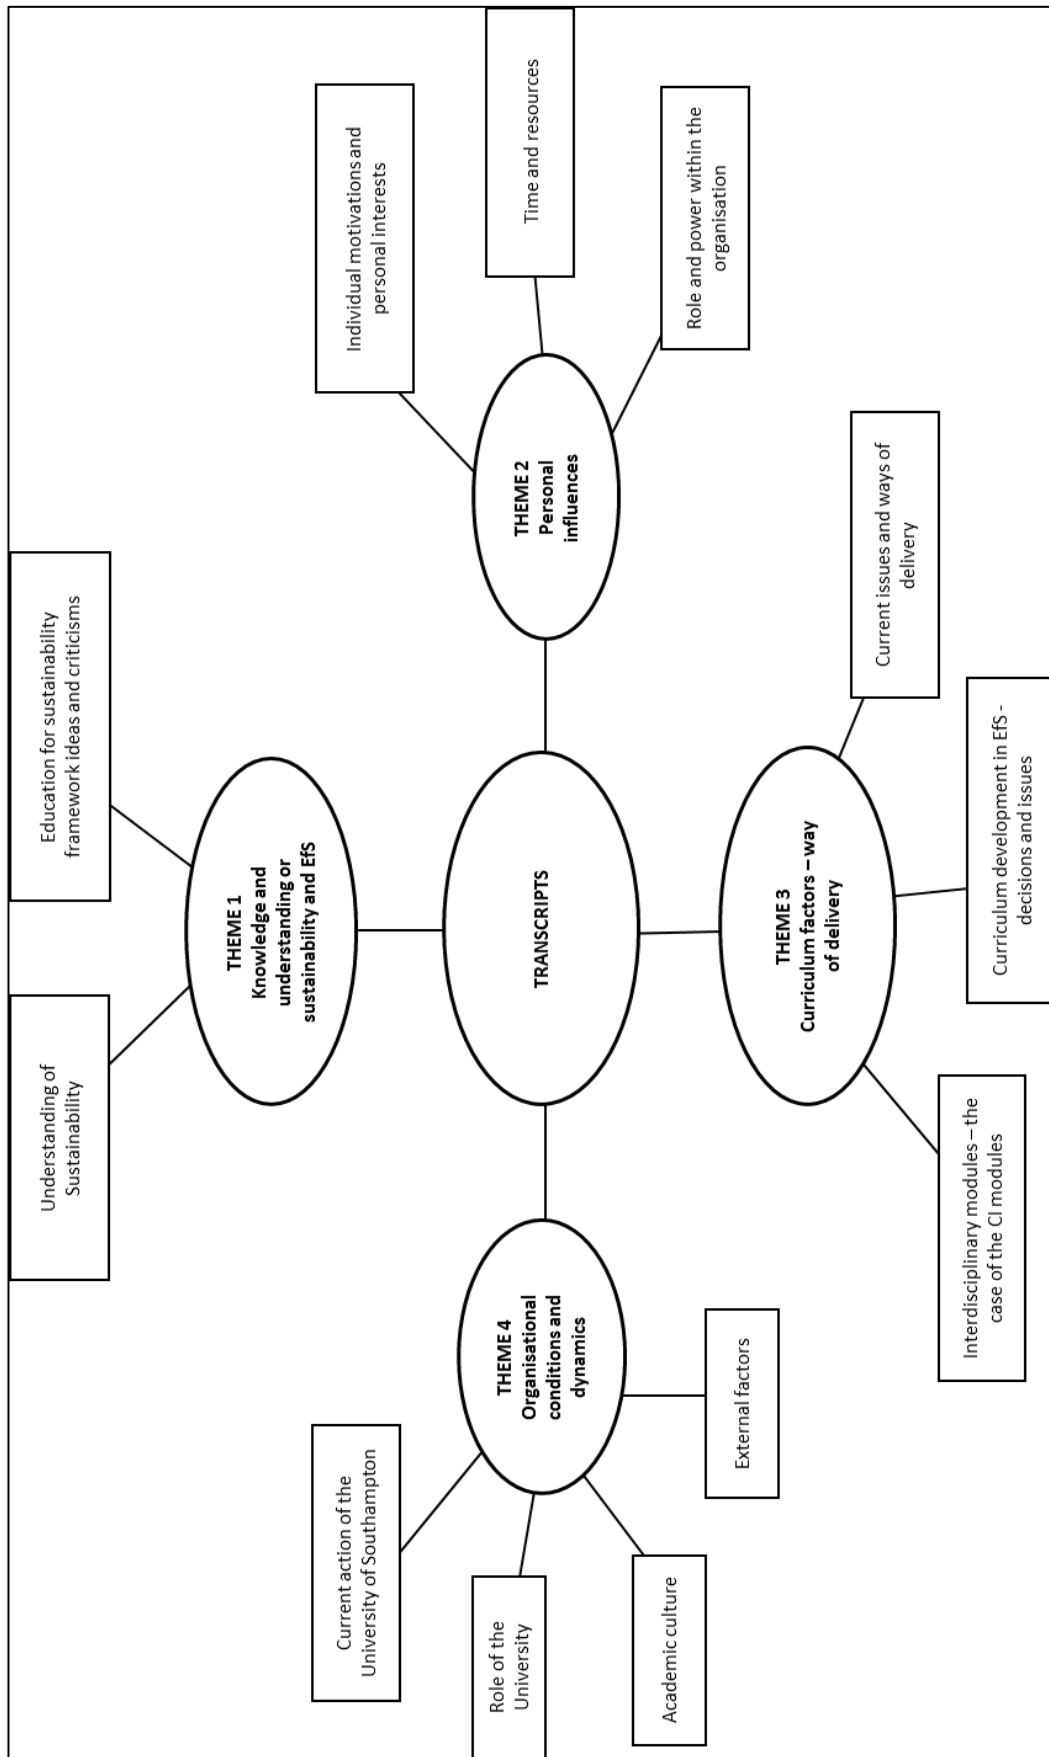 Understanding of
Sustainability
Education for sustainability
framework ideas and criticisms
THEME 1
Knowledge and
understanding or
sustainability and EfS
Individual motivations and
personal interests
Time and resources
Role and power within the
organisation
THEME 2
Personal
influences
TRANSCRIPTS
THEME 4
Organisational
conditions and
dynamics
Current action of the
University of Southampton
Role of the
University
Academic culture
External factors
THEME 3
Curriculum factors – way
of delivery
Interdisciplinary modules – the
case of the CI modules
Curriculum development in EfS -
decisions and issues
Current issues and ways of
delivery